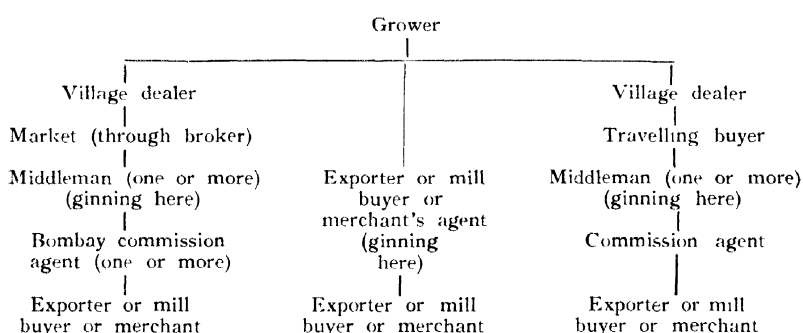 Grower
Village dealer
Market (through broker)
Middleman (one or more)
(ginning here)
Bombay commission
agent (one or more)
Exporter or mill
buyer or merchant
Exporter or mill
buyer or
merchant's agent
(ginning
here)
Exporter or mill
buyer or merchant
Village dealer
Travelling buyer
Middleman (one or more)
(ginning here)
Commission agent
Exporter or mill
buyer or merchant